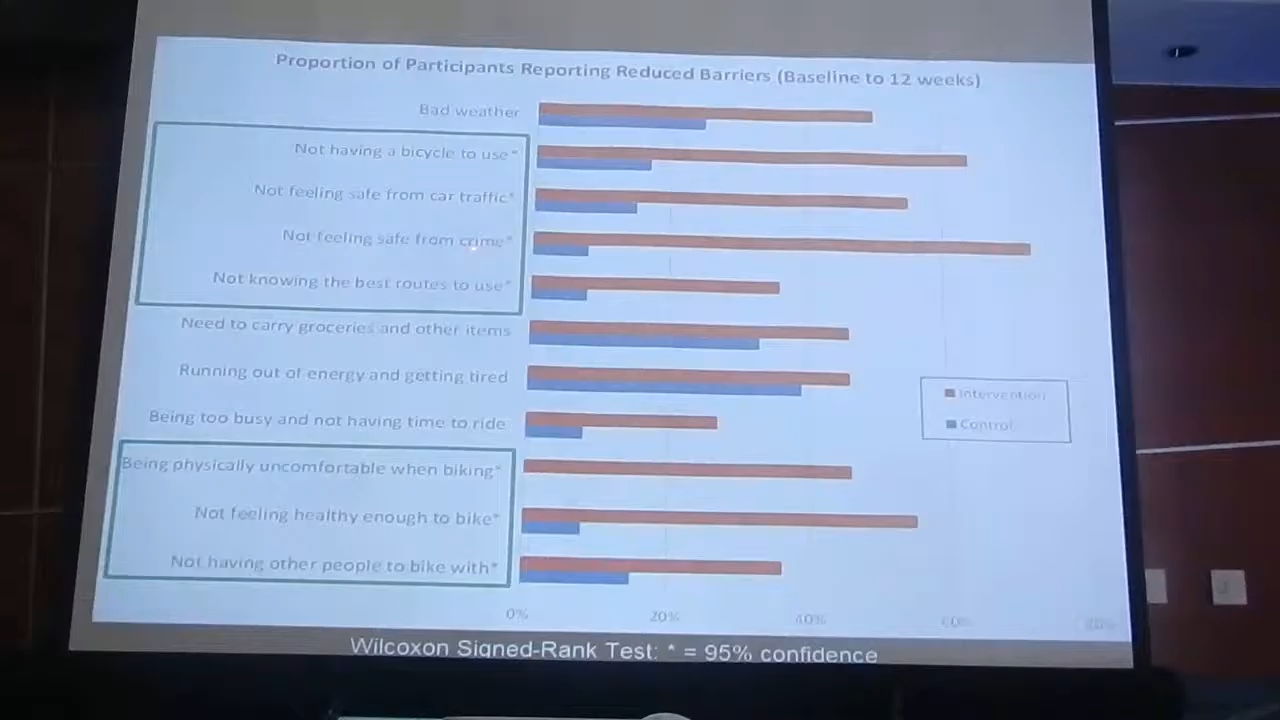 Proportion of Participants Reporting Reduced Barriers (Baseline to 12 weeks)
Bad weather
Not having a bicycle to use*
Not feeling safe from car traffic*
Not feeling safe from crime*
Not knowing the best routes to use*
Need to carry groceries and other items
Running out of energy and getting tired
Being too busy and not having time to ride
Being physically uncomfortable when biking*
Not feeling healthy enough to bike*
Not having other people to bike with*
Intervention
Control
0% 20% 40% 60% 80%
Wilcoxon Signed-Rank Test: * = 95% confidence